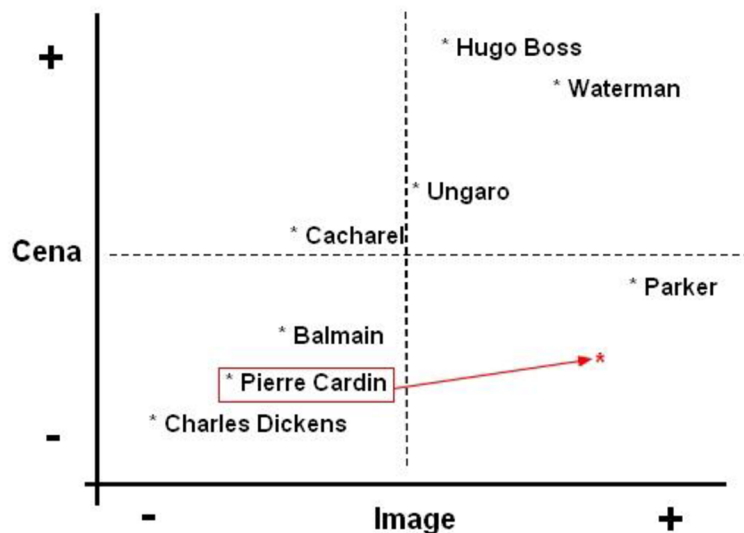 * Hugo Boss
+
* Waterman
* Ungaro
* Cacharel
Cena
* Parker
* Balmain
*
* Pierre Cardin
* Charles Dickens
-
- Image +